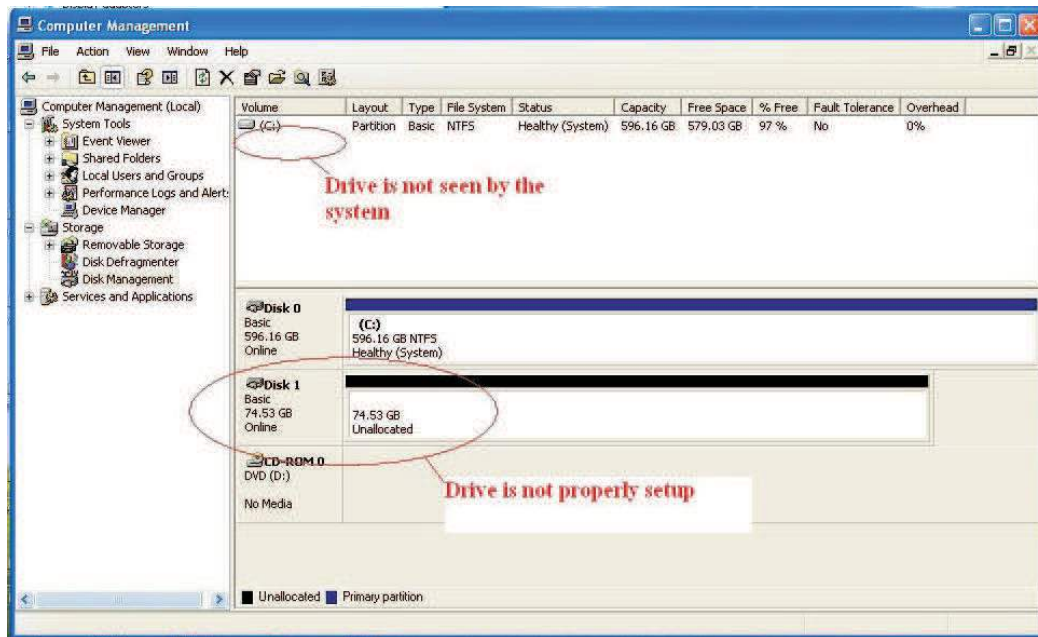 Computer Management
File Action View Window Help
Computer Management (Local)
System Tools
Event Viewer
Shared Folders
Local Users and Groups
Performance Logs and Alert:
Device Manager
Storage
Removable Storage
Disk Defragmenter
Disk Management
Services and Applications
Volume Layout Type File System Status Capacity Free Space % Free Fault Tolerance Overhead
(C:) Partition Basic NTFS Healthy (System) 596.16 GB 579.03 GB 97 % No 0%
Drive is not seen by the
system
Disk 0
Basic
596.16 GB
Online
(C:)
596.16 GB NTFS
Healthy (System)
Disk 1
Basic
74.53 GB
Online
74.53 GB
Unallocated
CD-ROM 0
DVD (D:)
No Media
Drive is not properly setup
Unallocated Primary partition